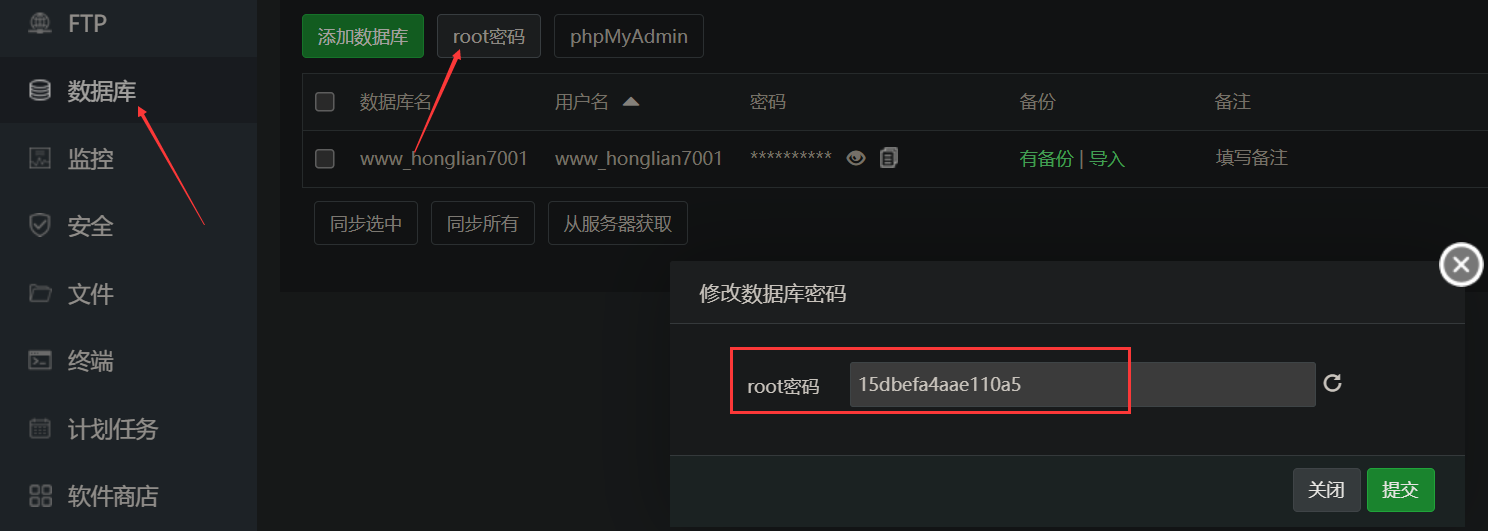 FTP
数据库
监控
安全
文件
终端
计划任务
软件商店
添加数据库 root密码 phpMyAdmin
数据库名 用户名 密码 备份 备注
www_honglian7001 www_honglian7001 ********** 有备份 | 导入 填写备注
同步选中 同步所有 从服务器获取
修改数据库密码
root密码 15dbefa4aae110a5
关闭 提交